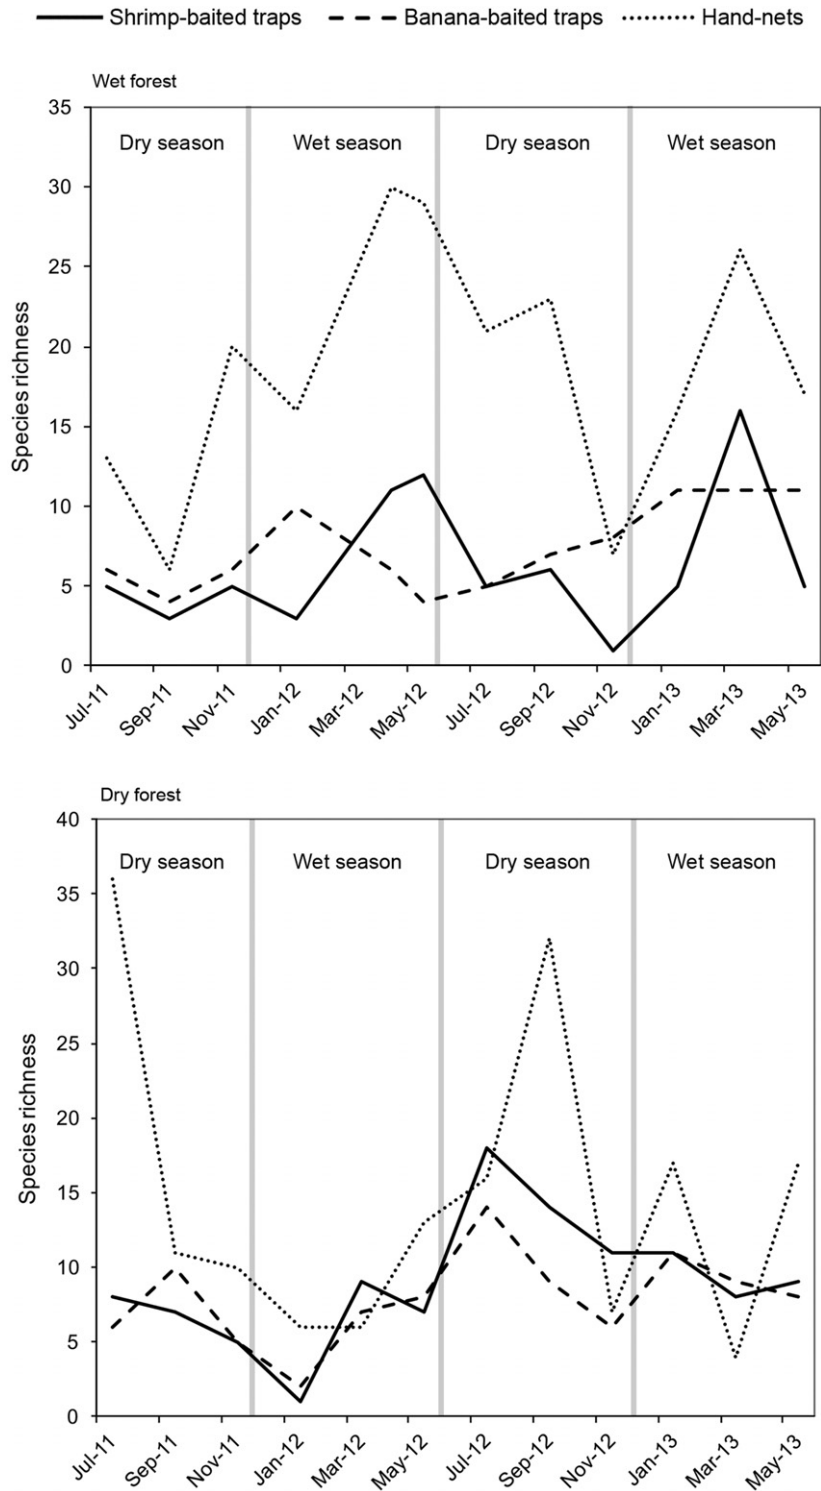 Shrimp-baited traps Banana-baited traps Hand-nets
Wet forest
Species richness
35
30
25
20
15
10
5
0
Dry season Wet season Dry season Wet season
Jul-11 Sep-11 Nov-11 Jan-12 Mar-12 May-12 Jul-12 Sep-12 Nov-12 Jan-13 Mar-13 May-13
Dry forest
Species richness
40
35
30
25
20
15
10
5
0
Dry season Wet season Dry season Wet season
Jul-11 Sep-11 Nov-11 Jan-12 Mar-12 May-12 Jul-12 Sep-12 Nov-12 Jan-13 Mar-13 May-13